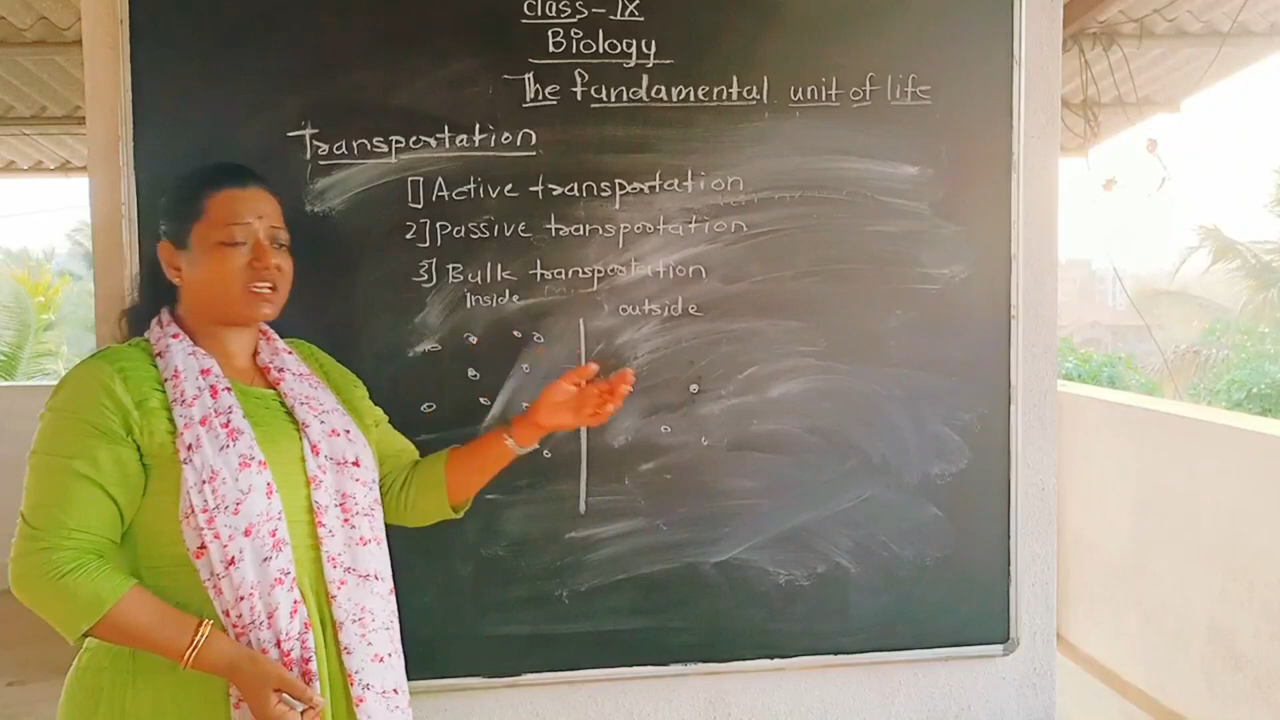 class-IX
Biology
The fundamental unit of life
Transportation
1] Active transportation
2] passive transpootation
3] Bulk transportation
inside
outside